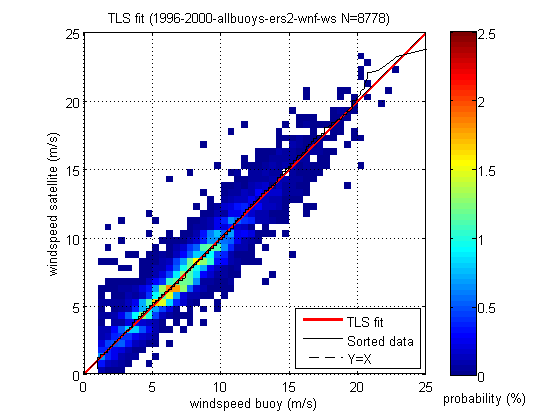 TLS fit (1996-2000-allbuoys-ers2-wnf-ws N=8778)
25
20
15
10
5
0
windspeed satellite (m/s)
0 5 10 15 20 25
windspeed buoy (m/s)
TLS fit
Sorted data
Y=X
2.5
2
1.5
1
0.5
0
probability (%)